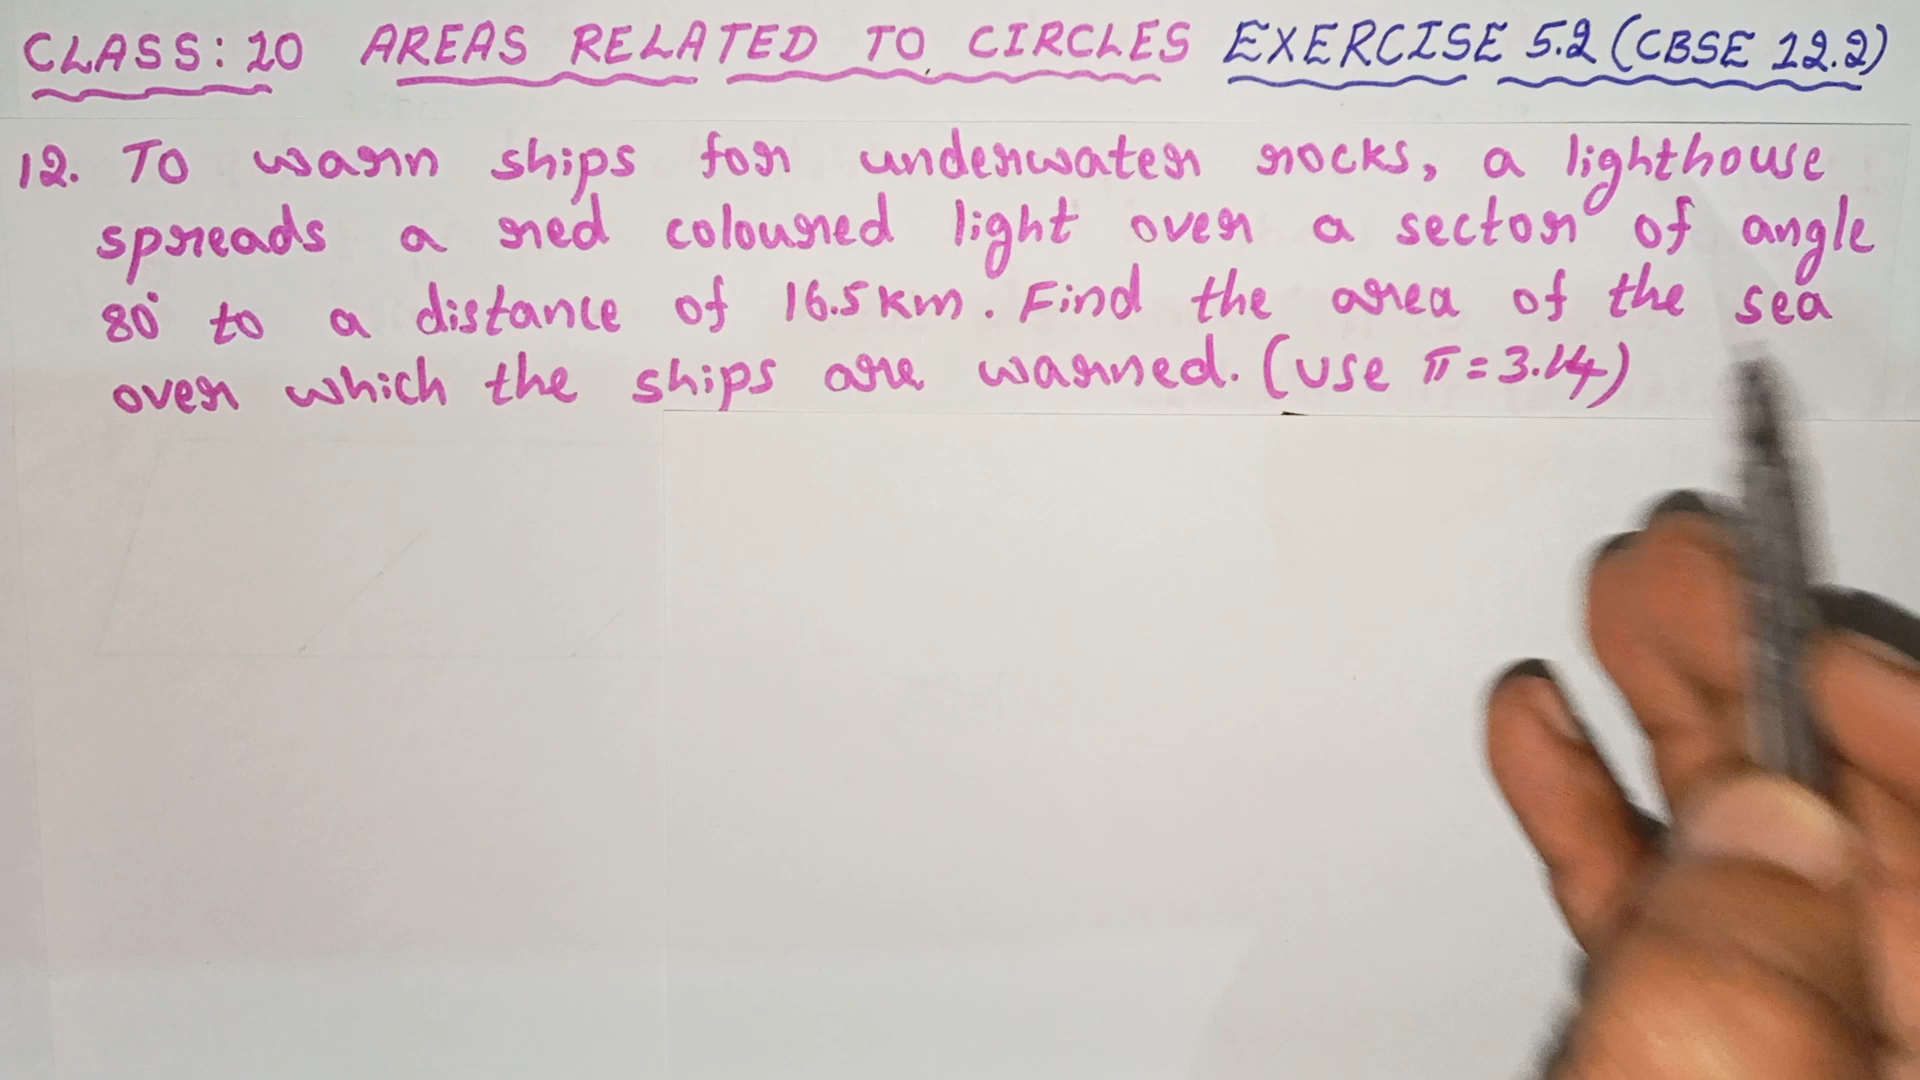 CLASS: 10 AREAS RELATED TO CIRCLES EXERCISE 5.2 (CBSE 12.2)
12. To warn ships for underwater rocks, a lighthouse
spreads a red coloured light over a sector of angle
80° to a distance of 16.5 km. Find the area of the sea
over which the ships are warned. (Use π = 3.14)